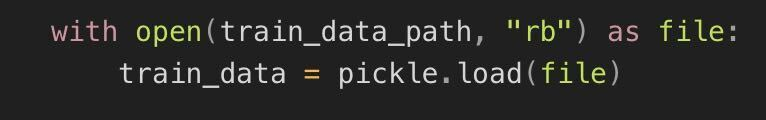 with open(train_data_path, "rb") as file:
    train_data = pickle.load(file)